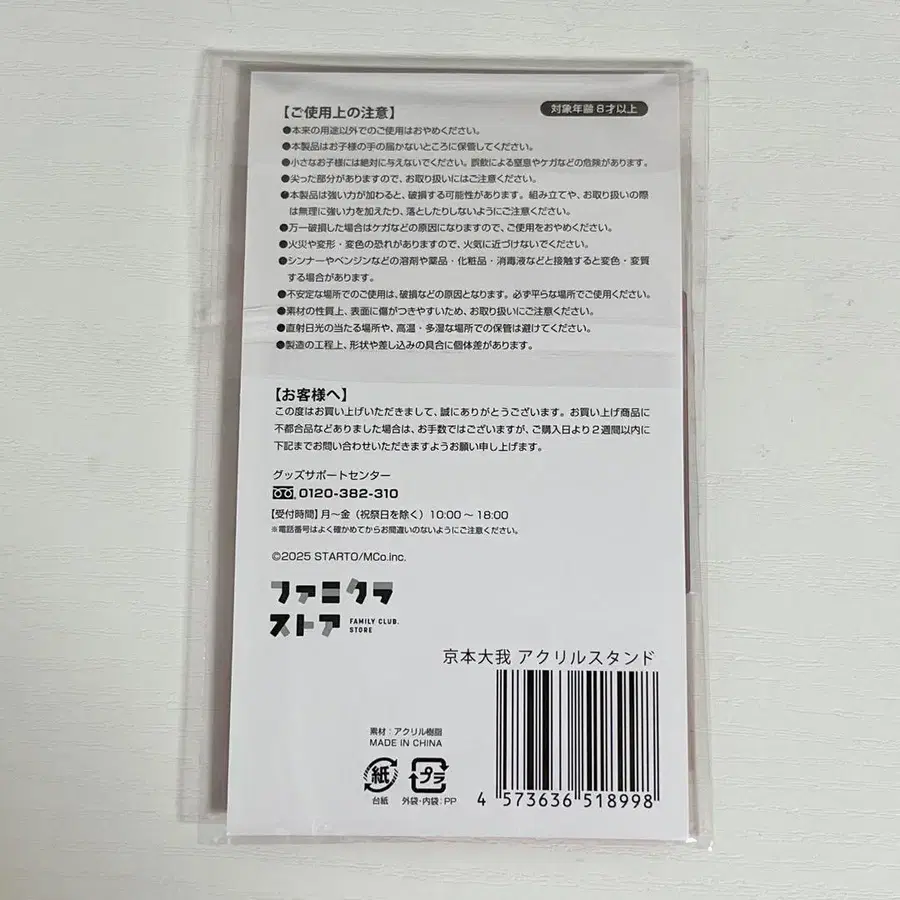 【ご使用上の注意】
対象年齢8才以上
●本来の用途以外でのご使用はおやめください。
●本製品はお子様の手の届かないところに保管してください。
●小さなお子様には絶対に与えないでください。誤飲による窒息やケガなどの危険があります。
●尖った部分がありますので、お取り扱いにはご注意ください。
●本製品は強い力が加わると、破損する可能性があります。組み立てや、お取り扱いの際
は無理に強い力を加えたり、落としたりしないようにご注意ください。
●万一破損した場合はケガなどの原因になりますので、ご使用をおやめください。
●火災や変形・変色の恐れがありますので、火気に近づけないでください。
●シンナーやベンジンなどの溶剤や薬品・化粧品・消毒液などと接触すると変色・変質
する場合があります。
●不安定な場所でのご使用は、破損などの原因となります。必ず平らな場所でご使用ください。
●素材の性質上、表面に傷がつきやすいため、お取り扱いにご注意ください。
●直射日光の当たる場所や、高温・多湿な場所での保管は避けてください。
●製造の工程上、形状や差し込みの具合に個体差があります。
【お客様へ】
この度はお買い上げいただきまして、誠にありがとうございます。お買い上げ商品に
不都合品などありました場合は、お手数ではございますが、ご購入日より2週間以内に
下記までお問い合わせいただきますようお願い申し上げます。
グッズサポートセンター
0120-382-310
【受付時間】月~金(祝祭日を除く)10:00~18:00
※電話番号はよく確かめてからお間違いのないようにご注意ください。
©2025 STARTO/MCo.inc.
ファミクラ
ストア FAMILY CLUB.
STORE
京本大我 アクリルスタンド
素材:アクリル樹脂
MADE IN CHINA
紙 プラ
台紙 外袋・内袋:PP
4 573636 518998